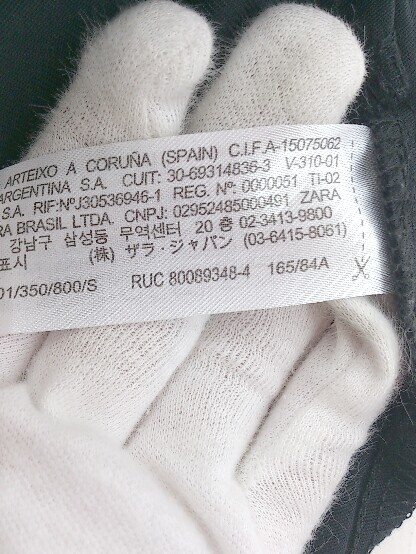 ARTEIXO A CORUÑA (SPAIN) C.I.F.A-15075062
ARGENTINA S.A. CUIT: 30-69314836-3 V-310-01
S.A. RIF:NºJ30536946-1 REG. Nº: 0000051 TI-02
RA BRASIL LTDA. CNPJ: 02952485000491 ZARA
강남구 삼성동 무역센터 20 층 02-3413-9800
표시 (株) ザラ・ジャパン (03-6415-8061)
01/350/800/S RUC 80089348-4 165/84A